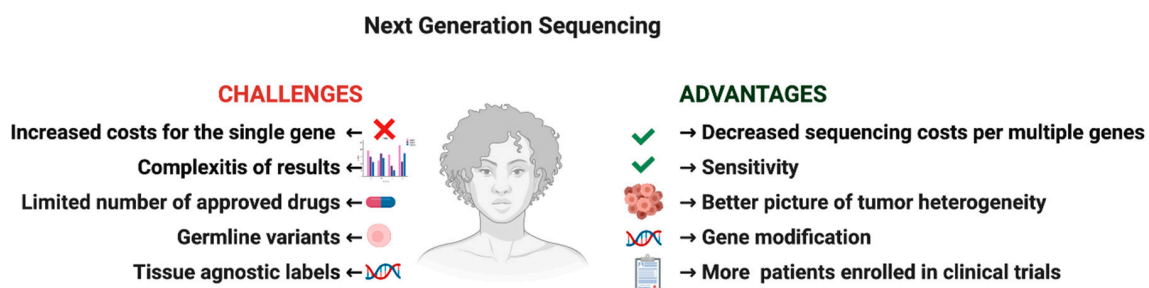 Next Generation Sequencing
CHALLENGES
Increased costs for the single gene ←
Complexitis of results ←
Limited number of approved drugs ←
Germline variants ←
Tissue agnostic labels ←
ADVANTAGES
→ Decreased sequencing costs per multiple genes
→ Sensitivity
→ Better picture of tumor heterogeneity
→ Gene modification
→ More patients enrolled in clinical trials